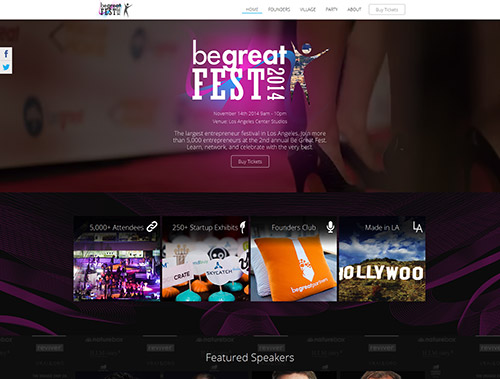 begreat
FEST
HOME FOUNDERS VILLAGE PARTY ABOUT Buy Tickets
begreat
FEST 2014
November 14th 2014 8am - 10pm
Venue: Los Angeles Center Studios
The largest entrepreneur festival in Los Angeles. Join more
than 5,000 entrepreneurs at the 2nd annual Be Great Fest.
Learn, network, and celebrate with the very best.
Buy Tickets
5,000+ Attendees 250+ Startup Exhibits Founders Club Made in LA
LA
CRATE
SKYCATCH
begreatpartners
HOLLYWOO
Featured Speakers